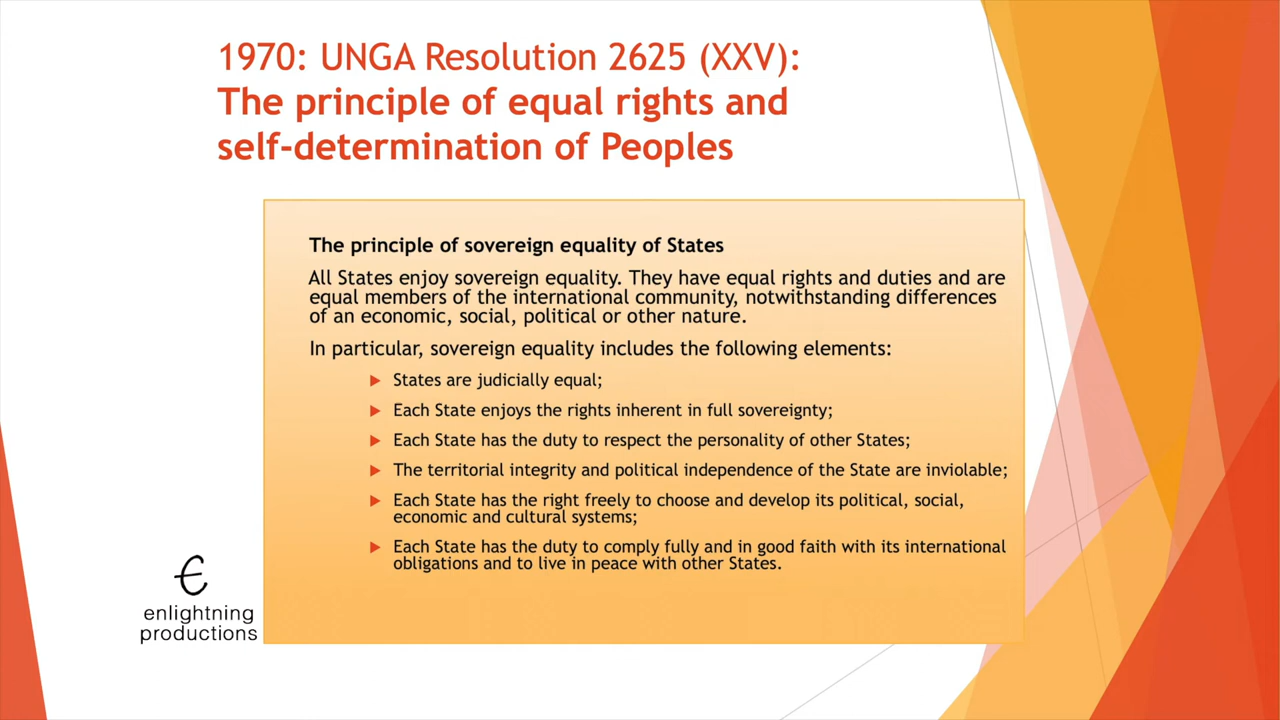 1970: UNGA Resolution 2625 (XXV):
The principle of equal rights and
self-determination of Peoples
The principle of sovereign equality of States
All States enjoy sovereign equality. They have equal rights and duties and are
equal members of the international community, notwithstanding differences
of an economic, social, political or other nature.
In particular, sovereign equality includes the following elements:
States are judicially equal;
Each State enjoys the rights inherent in full sovereignty;
Each State has the duty to respect the personality of other States;
The territorial integrity and political independence of the State are inviolable;
Each State has the right freely to choose and develop its political, social,
economic and cultural systems;
Each State has the duty to comply fully and in good faith with its international
obligations and to live in peace with other States.
enlightning
productions